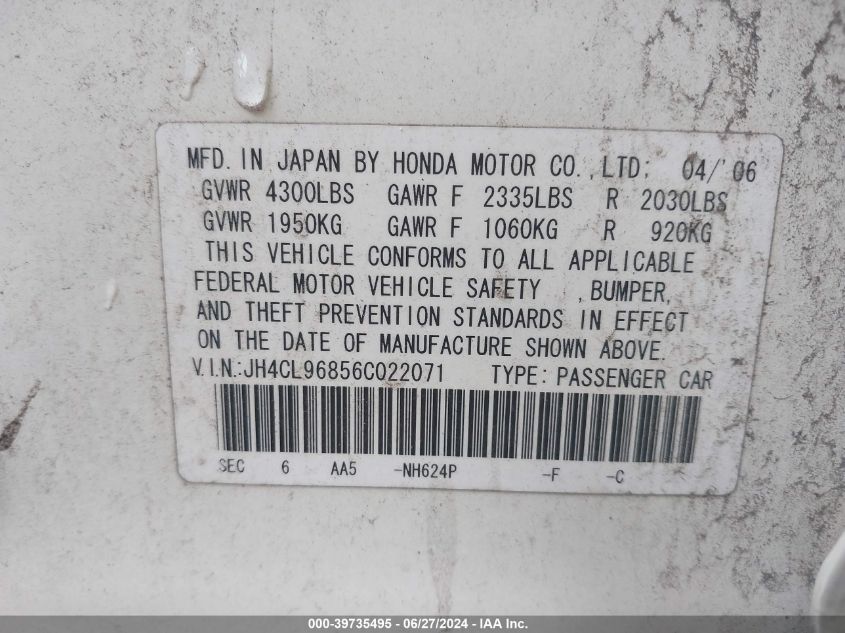 MFD. IN JAPAN BY HONDA MOTOR CO., LTD: 04/'06
GVWR 4300LBS GAWR F 2335LBS R 2030LBS
GVWR 1950KG GAWR F 1060KG R 920KG
THIS VEHICLE CONFORMS TO ALL APPLICABLE
FEDERAL MOTOR VEHICLE SAFETY , BUMPER,
AND THEFT PREVENTION STANDARDS IN EFFECT
ON THE DATE OF MANUFACTURE SHOWN ABOVE.
V.I.N.:JH4CL96856C022071 TYPE: PASSENGER CAR
SEC 6 AA5 -NH624P -F -C
000-39735495 - 06/27/2024 - IAA Inc.